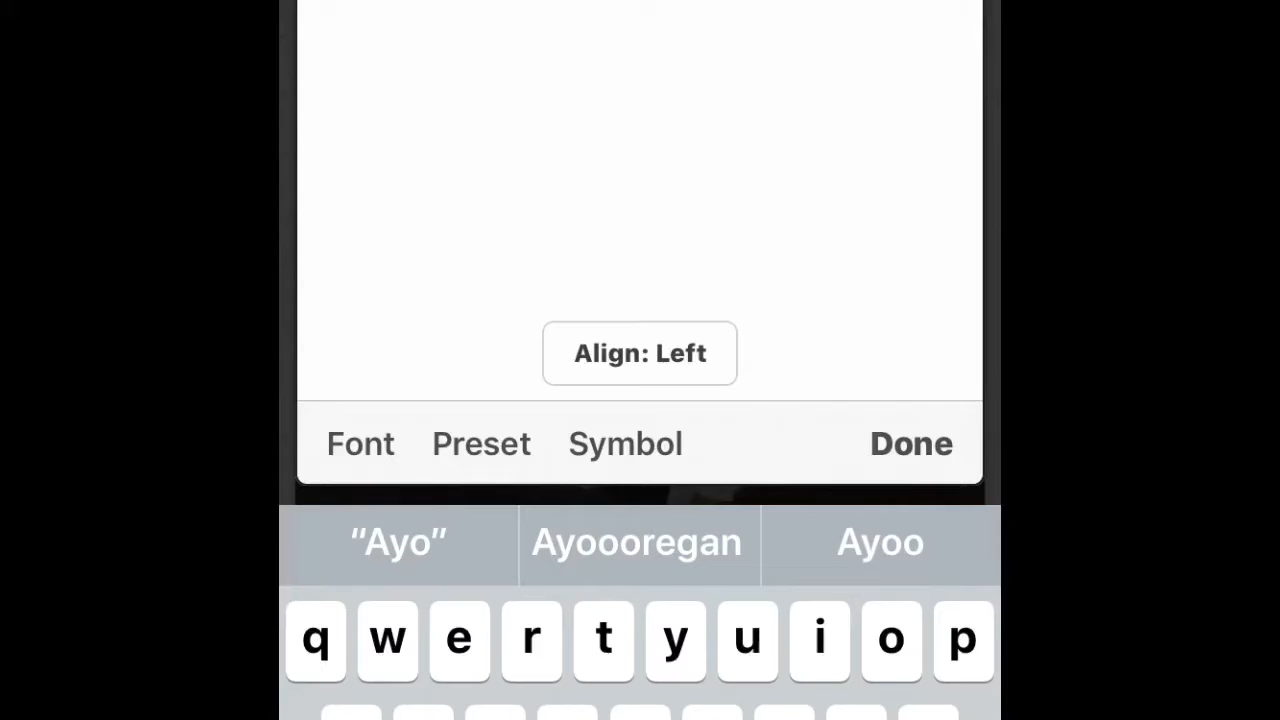 Align: Left
Font Preset Symbol Done
“Ayo” Ayoooregan Ayoo
q w e r t y u i o p